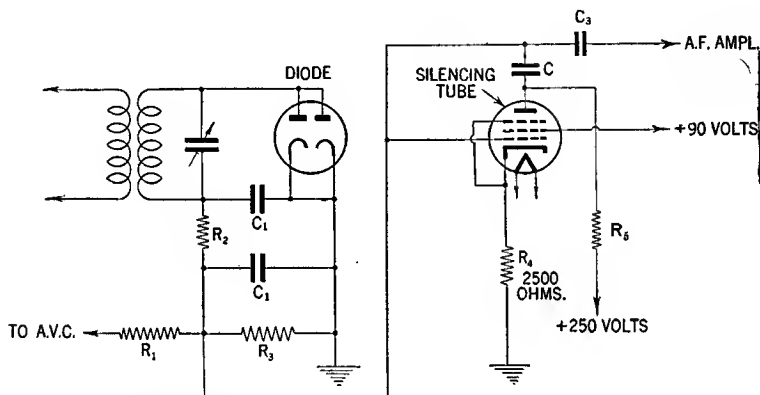 C₃
A.F. AMPL.
DIODE
SILENCING
TUBE
C
+90 VOLTS
C₁
R₂
R₅
R₄
2500
OHMS.
C₁
+250 VOLTS
TO A.V.C.
R₁
R₃